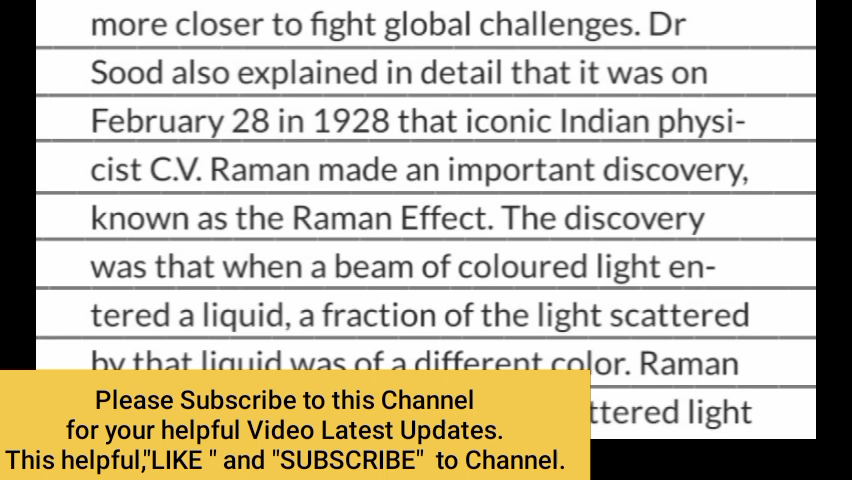 more closer to fight global challenges. Dr
Sood also explained in detail that it was on
February 28 in 1928 that iconic Indian physi-
cist C.V. Raman made an important discovery,
known as the Raman Effect. The discovery
was that when a beam of coloured light en-
tered a liquid, a fraction of the light scattered
by that liquid was of a different color. Raman
ttered light
Please Subscribe to this Channel
for your helpful Video Latest Updates.
This helpful,"LIKE " and "SUBSCRIBE" to Channel.